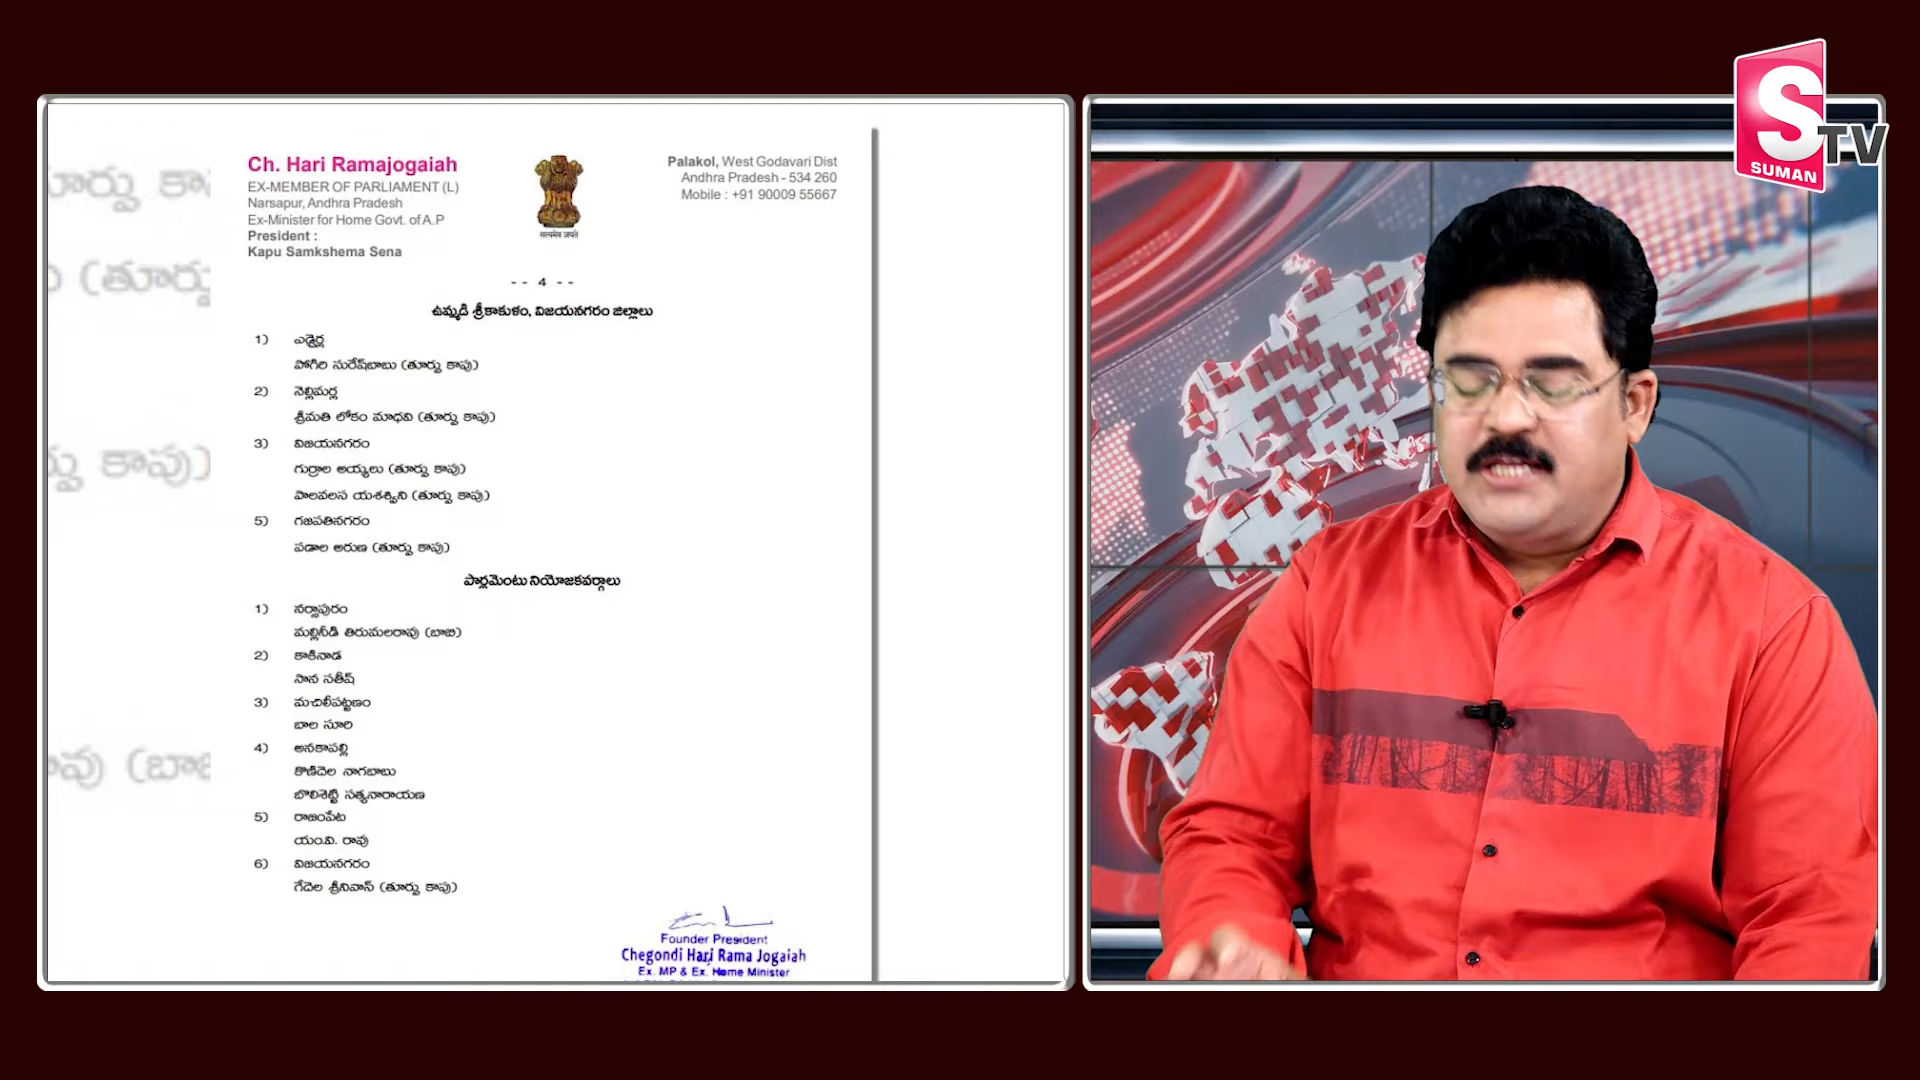 Ch. Hari Ramajogaiah
EX-MEMBER OF PARLIAMENT (L)
Narsapur, Andhra Pradesh
Ex-Minister for Home Govt. of A.P
President :
Kapu Samkshema Sena
सत्यमेव जयते
Palakol, West Godavari Dist
Andhra Pradesh - 534 260
Mobile : +91 90009 55667
-- 4 --
ఉమ్మడి శ్రీకాకుళం, విజయనగరం జిల్లాలు
1) ఎచ్చెర్ల
పోగిరి సురేష్‌బాబు (తూర్పు కాపు)
2) నెల్లిమర్ల
శ్రీమతి లోకం మాధవి (తూర్పు కాపు)
3) విజయనగరం
గుర్రాల అయ్యలు (తూర్పు కాపు)
పాలవలస యశశ్విని (తూర్పు కాపు)
5) గజపతినగరం
పడాల అరుణ (తూర్పు కాపు)
పార్లమెంటు నియోజకవర్గాలు
1) నర్సాపురం
మల్లినీడి తిరుమలరావు (బాబి)
2) కాకినాడ
సాన సతీష్
3) మచిలీపట్టణం
బాల సూరి
4) అనకాపల్లి
కొణిదెల నాగబాబు
బొలిశెట్టి సత్యనారాయణ
5) రాజంపేట
యం.వి. రావు
6) విజయనగరం
గేదెల శ్రీనివాస్ (తూర్పు కాపు)
Founder President
Chegondi Hari Rama Jogaiah
Ex. MP & Ex. Home Minister
S TV
SUMAN